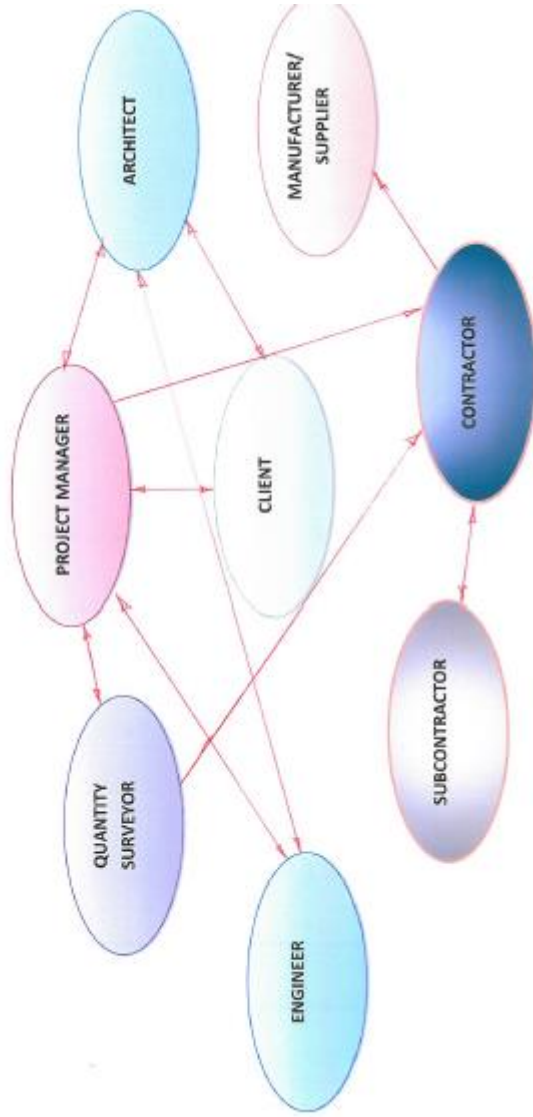 PROJECT MANAGER
QUANTITY
SURVEYOR
ARCHITECT
CLIENT
ENGINEER
MANUFACTURER/
SUPPLIER
SUBCONTRACTOR
CONTRACTOR